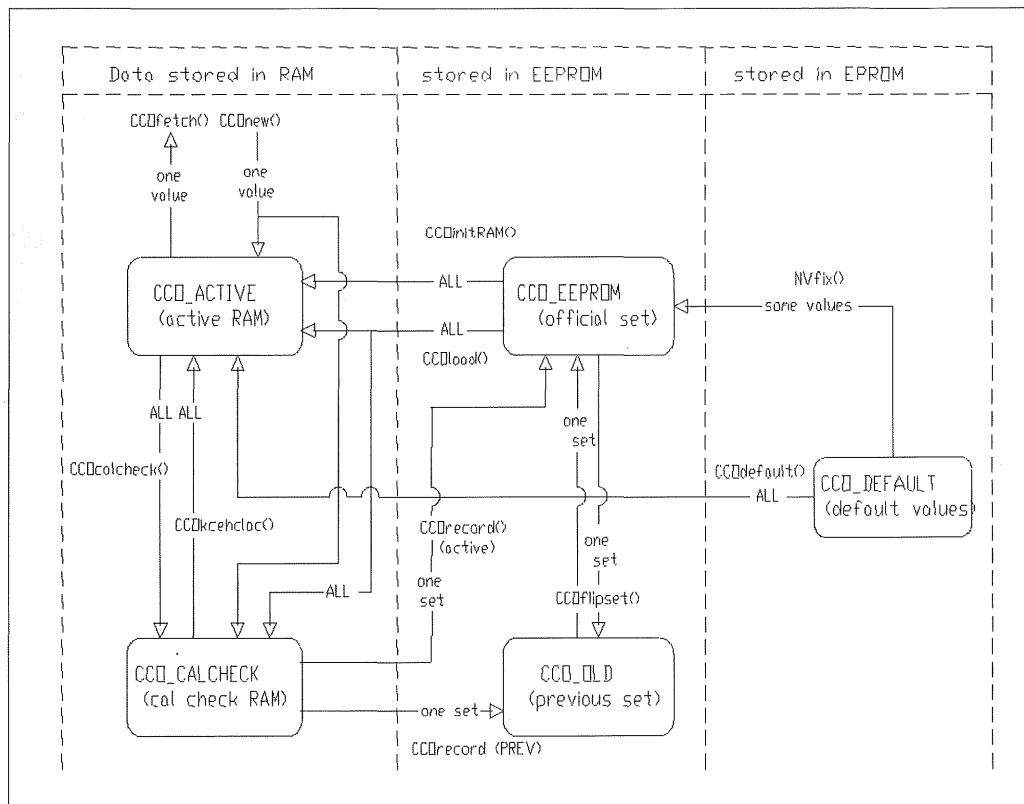 Data stored in RAM
stored in EEPROM
stored in EPROM
CCOfetch()
CCOnew()
one
value
one
value
CCOinitRAM()
ALL
CCO_ACTIVE
(active RAM)
CCO_EEPROM
(official set)
NVfix()
some values
ALL
CCOload()
ALL
ALL
CCOcalcheck()
CCOkcehclac()
one
set
CCOdefault()
ALL
CCO_DEFAULT
(default values)
CCOrecord()
(active)
one
set
one
set
ALL
CCOflipset()
CCO_CALCHECK
(cal check RAM)
CCO_OLD
(previous set)
one set
CCOrecord (PREV)